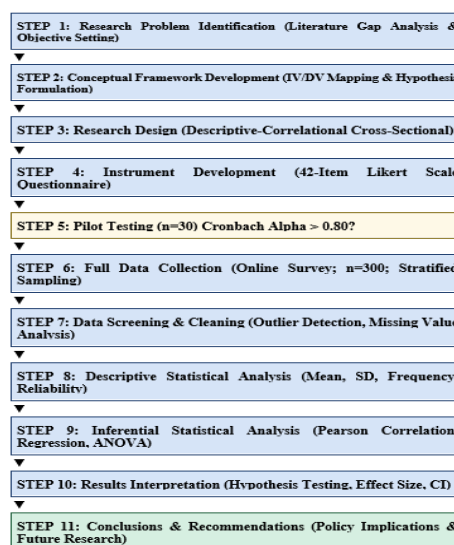 STEP 1: Research Problem Identification (Literature Gap Analysis &
Objective Setting)
STEP 2: Conceptual Framework Development (IV/DV Mapping & Hypothesis
Formulation)
STEP 3: Research Design (Descriptive-Correlational Cross-Sectional)
STEP 4: Instrument Development (42-Item Likert Scale
Questionnaire)
STEP 5: Pilot Testing (n=30) Cronbach Alpha > 0.80?
STEP 6: Full Data Collection (Online Survey; n=300; Stratified
Sampling)
STEP 7: Data Screening & Cleaning (Outlier Detection, Missing Value
Analysis)
STEP 8: Descriptive Statistical Analysis (Mean, SD, Frequency,
Reliability)
STEP 9: Inferential Statistical Analysis (Pearson Correlation,
Regression, ANOVA)
STEP 10: Results Interpretation (Hypothesis Testing, Effect Size, CI)
STEP 11: Conclusions & Recommendations (Policy Implications &
Future Research)